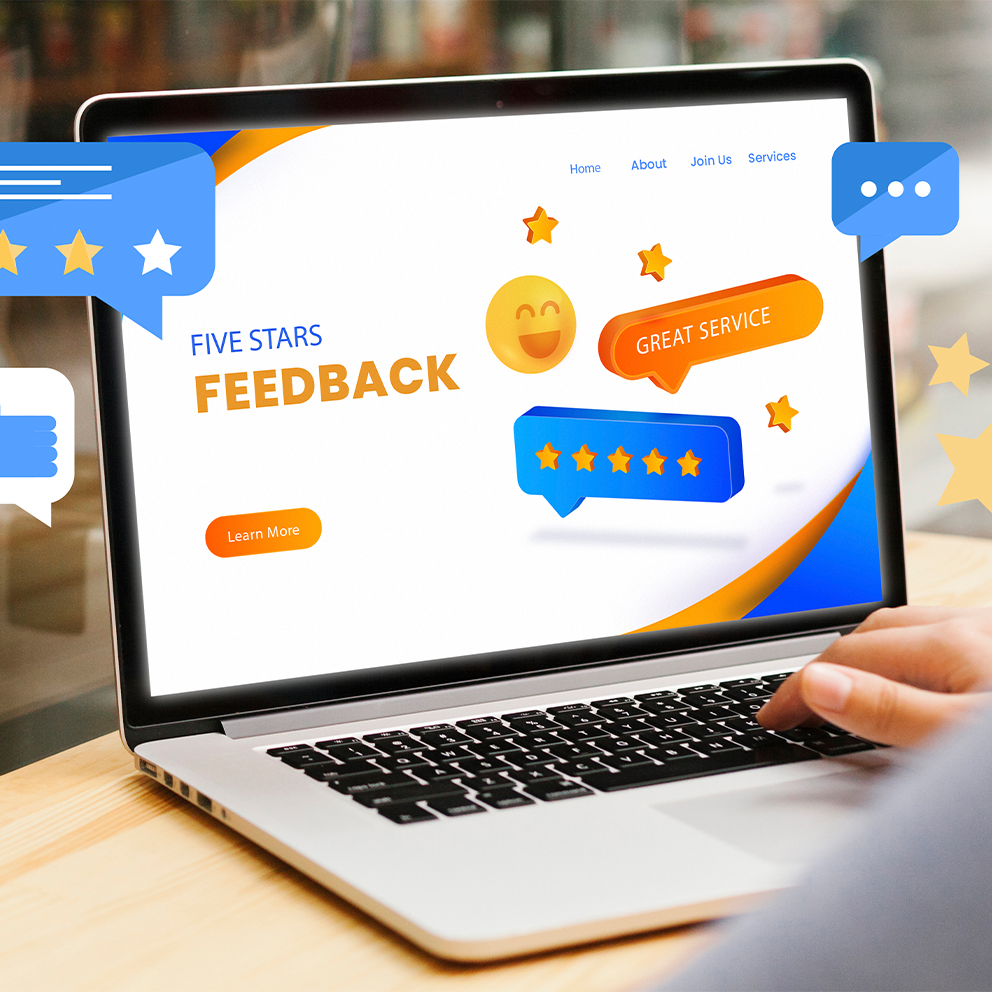 Home About Join Us Services
GREAT SERVICE
FIVE STARS
FEEDBACK
Learn More